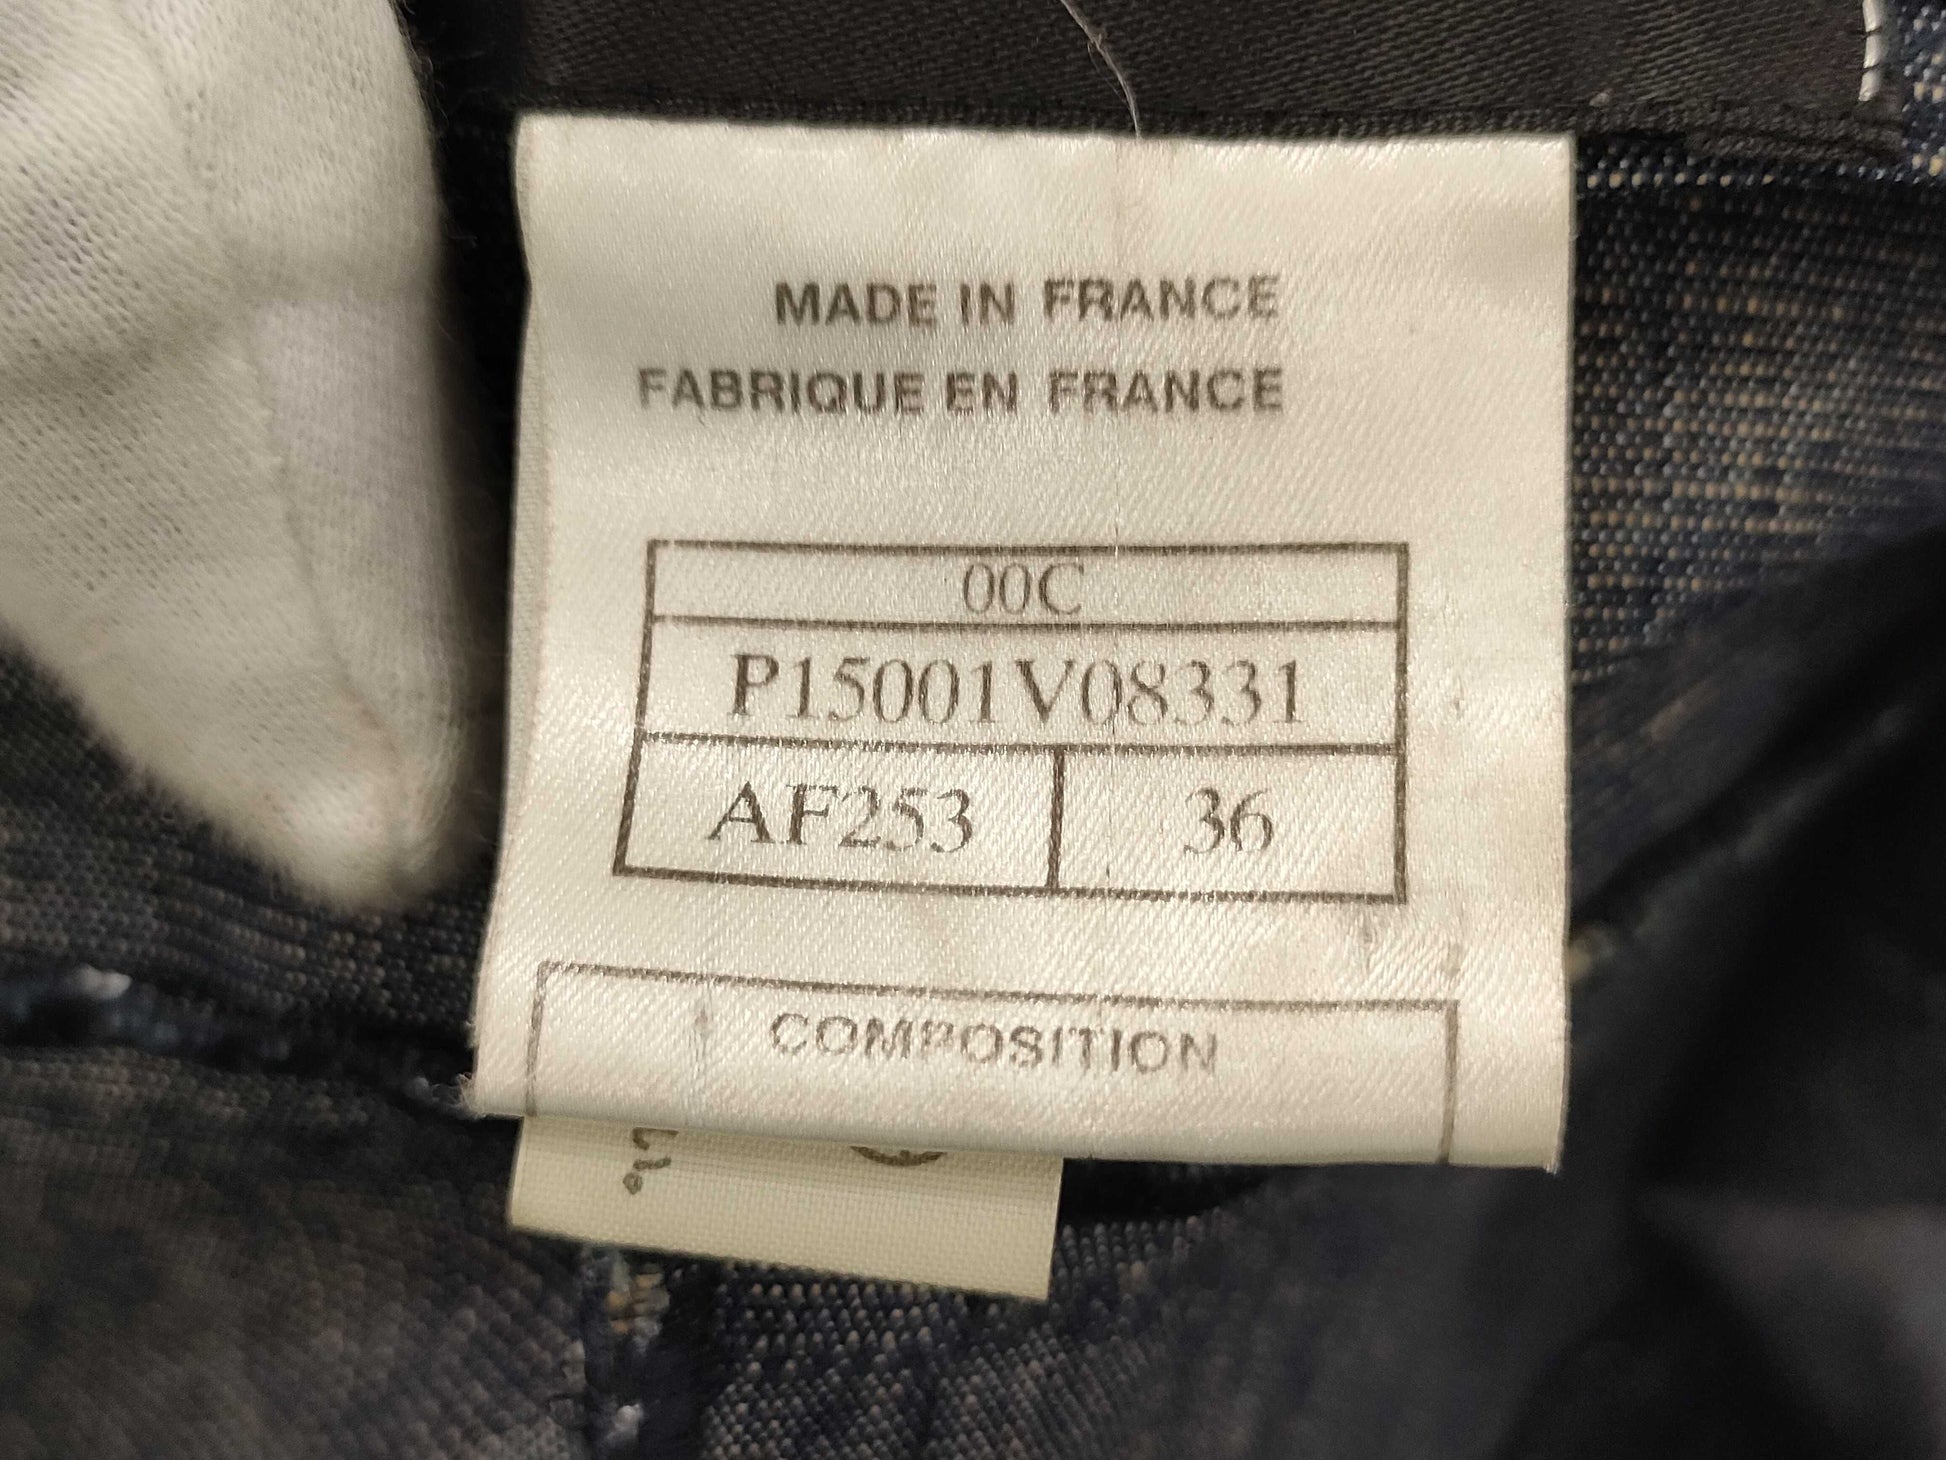 MADE IN FRANCE
FABRIQUE EN FRANCE
00C
P15001V08331
AF253 36
COMPOSITION